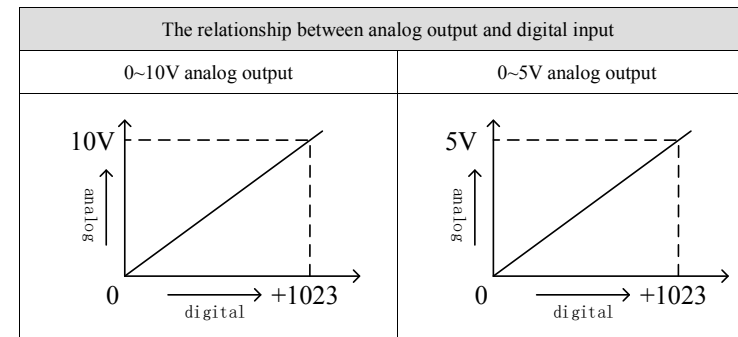 The relationship between analog output and digital input
0~10V analog output
0~5V analog output
10V
analog
0
digital
+1023
5V
analog
0
digital
+1023